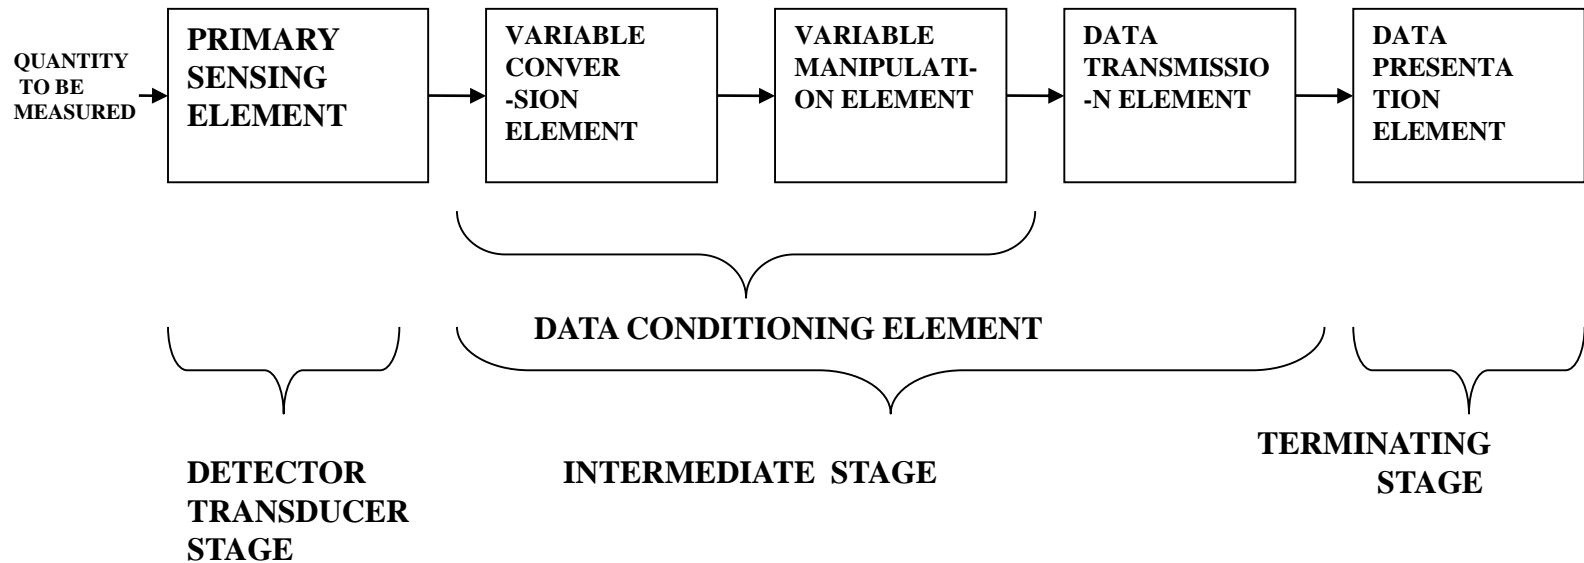 QUANTITY
TO BE
MEASURED
PRIMARY
SENSING
ELEMENT
VARIABLE
CONVER
-SION
ELEMENT
VARIABLE
MANIPULATI-
ON ELEMENT
DATA
TRANSMISSIO
-N ELEMENT
DATA
PRESENTA
TION
ELEMENT
DATA CONDITIONING ELEMENT
DETECTOR
TRANSDUCER
STAGE
INTERMEDIATE STAGE
TERMINATING
STAGE